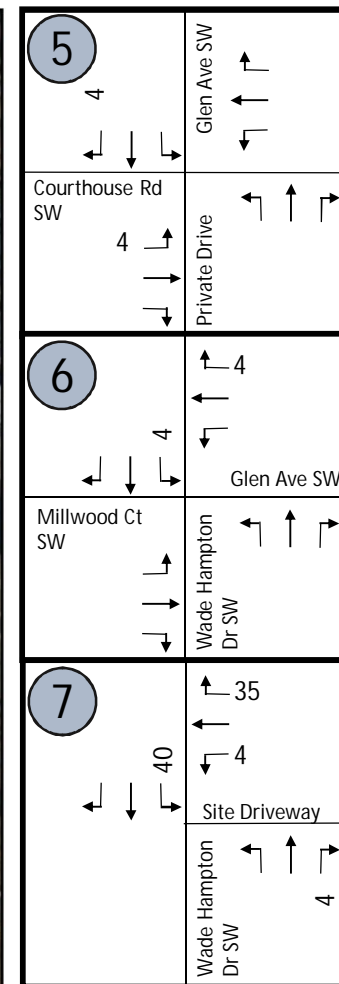 5
4
Glen Ave SW
Courthouse Rd
SW
4
Private Drive
6
4
4
Glen Ave SW
Millwood Ct
SW
Wade Hampton
Dr SW
7
40
35
4
Site Driveway
Wade Hampton
Dr SW
4